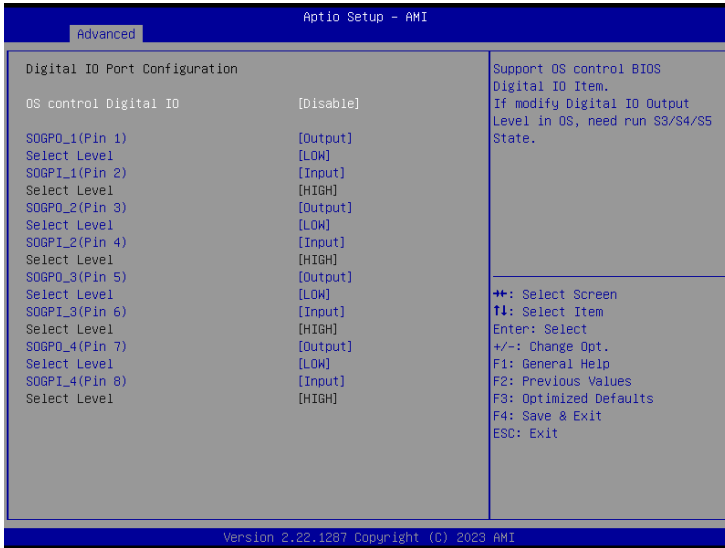 Aptio Setup – AMI
Advanced
Digital IO Port Configuration
OS control Digital IO [Disable]
SOGPO_1(Pin 1) [Output]
Select Level [LOW]
SOGPI_1(Pin 2) [Input]
Select Level [HIGH]
SOGPO_2(Pin 3) [Output]
Select Level [LOW]
SOGPI_2(Pin 4) [Input]
Select Level [HIGH]
SOGPO_3(Pin 5) [Output]
Select Level [LOW]
SOGPI_3(Pin 6) [Input]
Select Level [HIGH]
SOGPO_4(Pin 7) [Output]
Select Level [LOW]
SOGPI_4(Pin 8) [Input]
Select Level [HIGH]
Support OS control BIOS
Digital IO Item.
If modify Digital IO Output
Level in OS, need run S3/S4/S5
State.
→←: Select Screen
↑↓: Select Item
Enter: Select
+/-: Change Opt.
F1: General Help
F2: Previous Values
F3: Optimized Defaults
F4: Save & Exit
ESC: Exit
Version 2.22.1287 Copyright (C) 2023 AMI